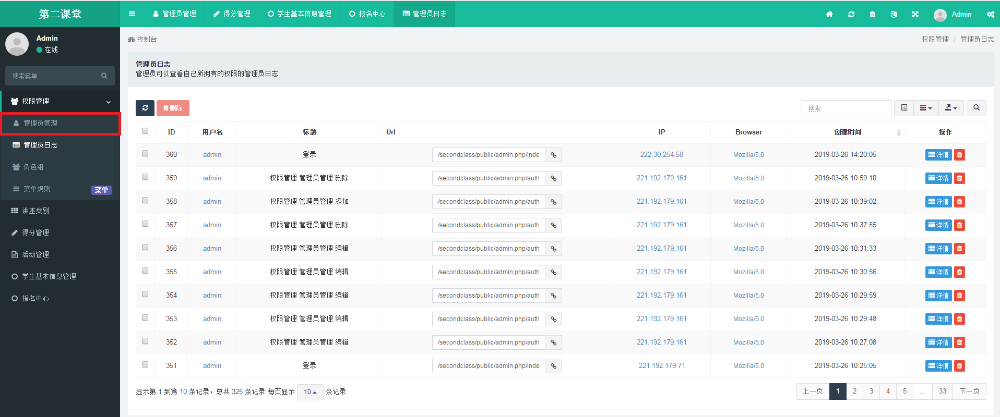 第二课堂
管理员管理 得分管理 学生基本信息管理 报名中心 管理员日志 Admin
Admin
在线
搜索菜单
权限管理
管理员管理
管理员日志
角色组
菜单规则 菜单
讲座类别
得分管理
活动管理
学生基本信息管理
报名中心
控制台 权限管理 / 管理员日志
管理员日志
管理员可以查看自己所拥有的权限的管理员日志
删除 搜索
ID 用户名 标题 Url IP Browser 创建时间 操作
360 admin 登录 /secondclass/public/admin.php/inde 222.30.254.58 Mozilla/5.0 2019-03-26 14:20:05 详情
359 admin 权限管理 管理员管理 删除 /secondclass/public/admin.php/auth 221.192.179.161 Mozilla/5.0 2019-03-26 10:59:10 详情
358 admin 权限管理 管理员管理 添加 /secondclass/public/admin.php/auth 221.192.179.161 Mozilla/5.0 2019-03-26 10:39:02 详情
357 admin 权限管理 管理员管理 删除 /secondclass/public/admin.php/auth 221.192.179.161 Mozilla/5.0 2019-03-26 10:37:55 详情
356 admin 权限管理 管理员管理 编辑 /secondclass/public/admin.php/auth 221.192.179.161 Mozilla/5.0 2019-03-26 10:31:33 详情
355 admin 权限管理 管理员管理 编辑 /secondclass/public/admin.php/auth 221.192.179.161 Mozilla/5.0 2019-03-26 10:30:56 详情
354 admin 权限管理 管理员管理 编辑 /secondclass/public/admin.php/auth 221.192.179.161 Mozilla/5.0 2019-03-26 10:29:59 详情
353 admin 权限管理 管理员管理 编辑 /secondclass/public/admin.php/auth 221.192.179.161 Mozilla/5.0 2019-03-26 10:29:48 详情
352 admin 权限管理 管理员管理 编辑 /secondclass/public/admin.php/auth 221.192.179.161 Mozilla/5.0 2019-03-26 10:27:08 详情
351 admin 登录 /secondclass/public/admin.php/inde 221.192.179.71 Mozilla/5.0 2019-03-26 10:25:05 详情
显示第 1 到第 10 条记录，总共 325 条记录 每页显示 10 条记录 上一页 1 2 3 4 5 ... 33 下一页